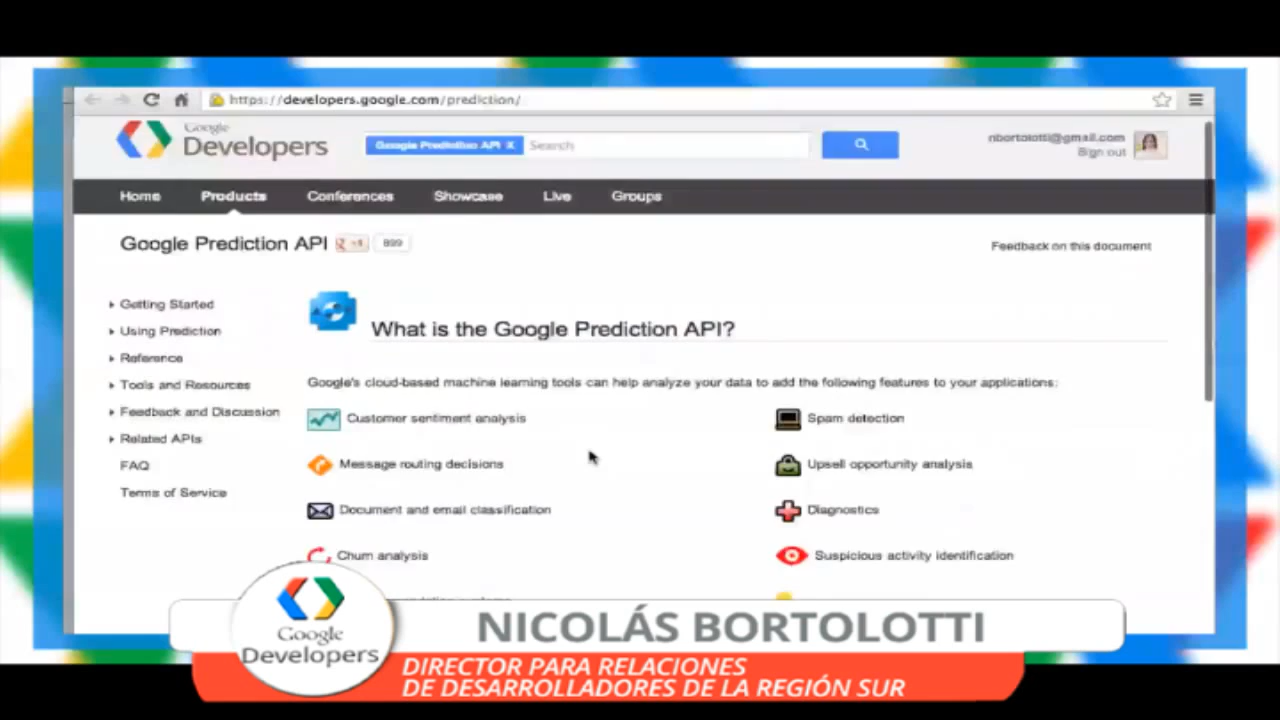 https://developers.google.com/prediction/
Google
Developers
Google Prediction API X
Search
nbortolotti@gmail.com
Sign out
Home
Products
Conferences
Showcase
Live
Groups
Google Prediction API
+1
899
Feedback on this document
Getting Started
Using Prediction
Reference
Tools and Resources
Feedback and Discussion
Related APIs
FAQ
Terms of Service
What is the Google Prediction API?
Google's cloud-based machine learning tools can help analyze your data to add the following features to your applications:
Customer sentiment analysis
Spam detection
Message routing decisions
Upsell opportunity analysis
Document and email classification
Diagnostics
Churn analysis
Suspicious activity identification
Google
Developers
NICOLÁS BORTOLOTTI
DIRECTOR PARA RELACIONES
DE DESARROLLADORES DE LA REGIÓN SUR